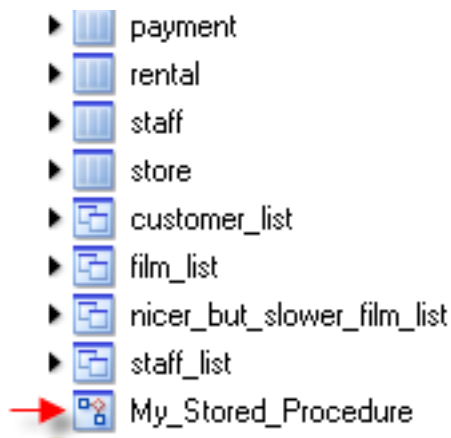 payment
rental
staff
store
customer_list
film_list
nicer_but_slower_film_list
staff_list
My_Stored_Procedure